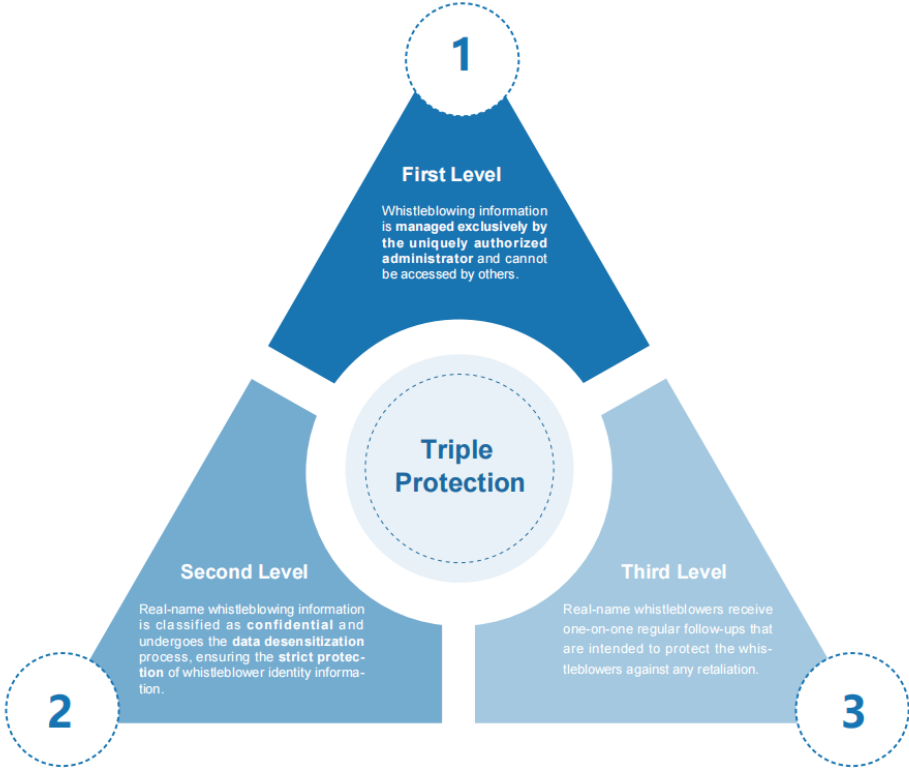 1
First Level
Whistleblowing information
is managed exclusively by
the uniquely authorized
administrator and cannot
be accessed by others.
Triple
Protection
Second Level
Real-name whistleblowing information
is classified as confidential and
undergoes the data desensitization
process, ensuring the strict protec-
tion of whistleblower identity informa-
tion.
2
Third Level
Real-name whistleblowers receive
one-on-one regular follow-ups that
are intended to protect the whis-
tleblowers against any retaliation.
3